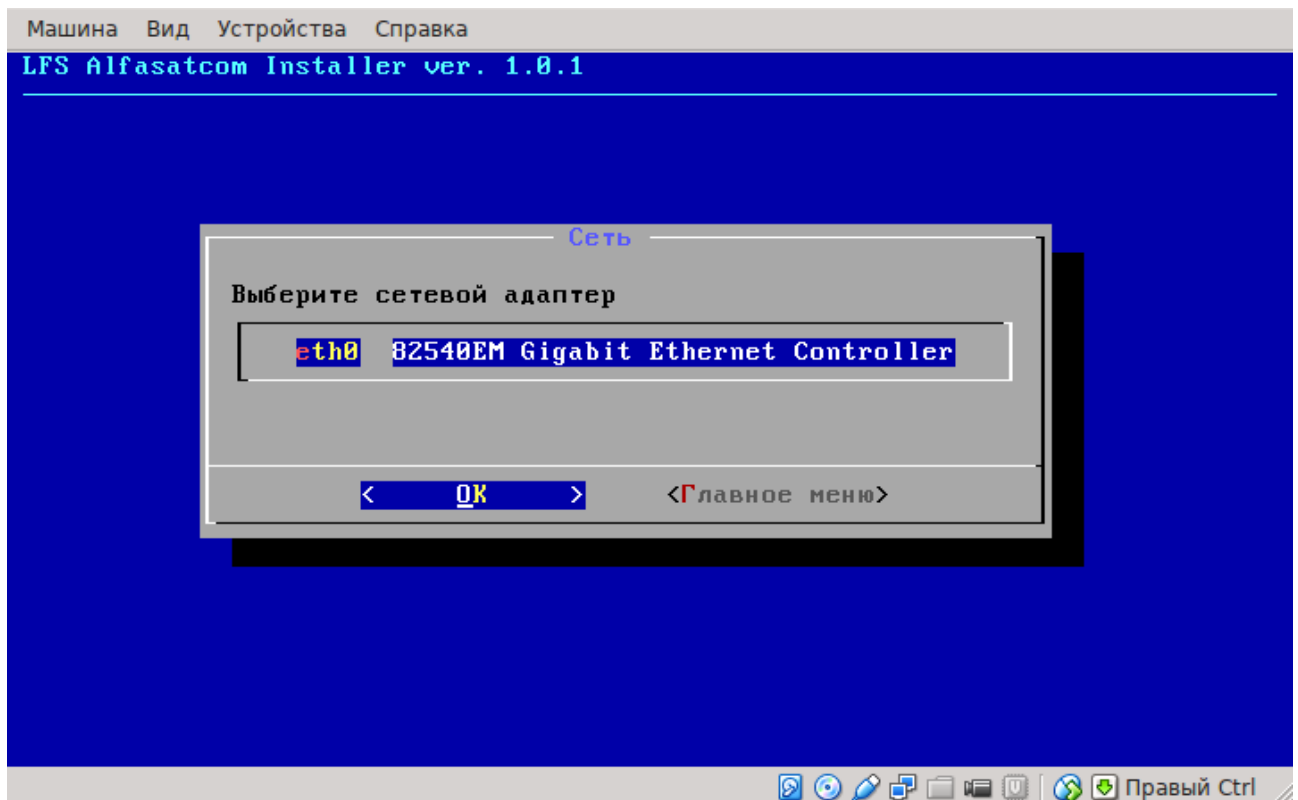 Машина Вид Устройства Справка
LFS Alfasatcom Installer ver. 1.0.1
Сеть
Выберите сетевой адаптер
eth0 82540EM Gigabit Ethernet Controller
< OK > <Главное меню>
Правый Ctrl